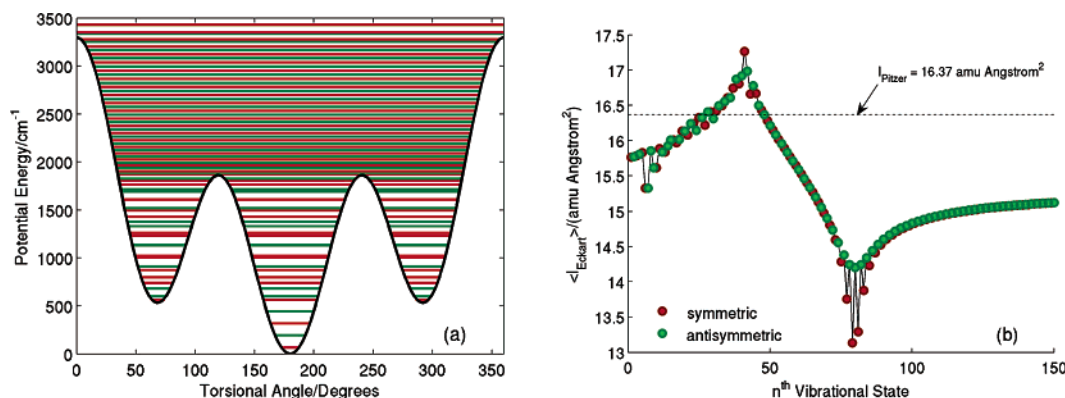 3500
3000
2500
2000
1500
1000
500
0
Potential Energy/cm⁻¹
0 50 100 150 200 250 300 350
Torsional Angle/Degrees
(a)
17.5
17
16.5
16
15.5
15
14.5
14
13.5
13
<I_Eckart>/(amu Angstrom²)
I_Pitzer = 16.37 amu Angstrom²
symmetric
antisymmetric
(b)
0 50 100 150
nᵗʰ Vibrational State